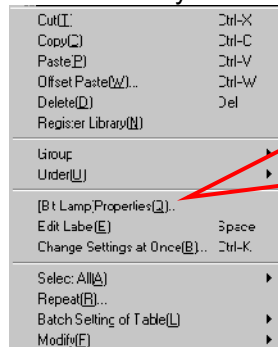 Cut(T) Ctrl-X
Copy(C) Ctrl-C
Paste(P) Ctrl-V
Offset Paste(W)... Ctrl-W
Delete(D) Del
Register Library(N)
Group
Order(U)
[Bit Lamp]Properties(Q)..
Edit Label(E) Space
Change Settings at Once(B)... Ctrl-K
Select All(A)
Repeat(R)...
Batch Setting of Table(L)
Modify(F)